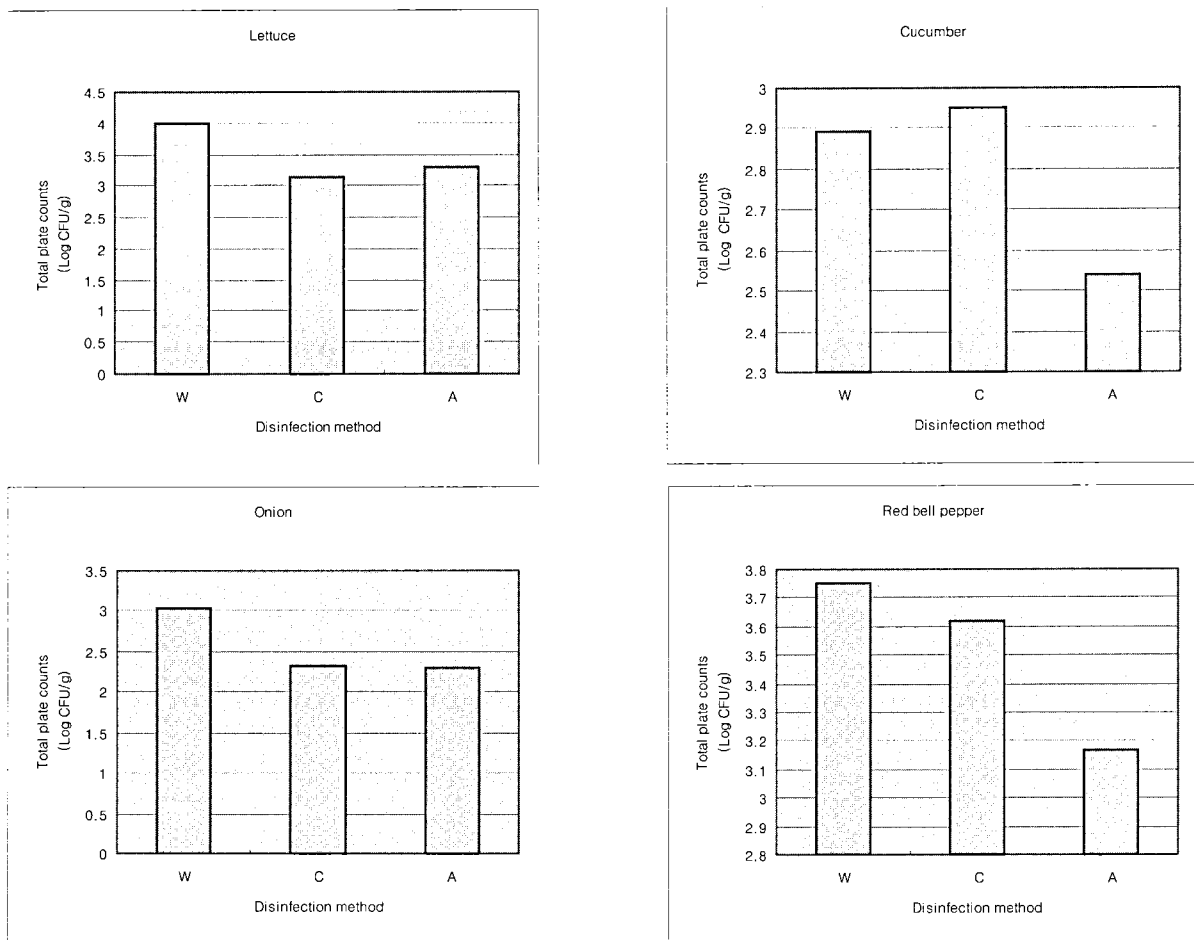 Lettuce
Total plate counts
(Log CFU/g)
4.5
4
3.5
3
2.5
2
1.5
1
0.5
0
W C A
Disinfection method
Cucumber
Total plate counts
(Log CFU/g)
3
2.9
2.8
2.7
2.6
2.5
2.4
2.3
W C A
Disinfection method
Onion
Total plate counts
(Log CFU/g)
3.5
3
2.5
2
1.5
1
0.5
0
W C A
Disinfection method
Red bell pepper
Total plate counts
(Log CFU/g)
3.8
3.7
3.6
3.5
3.4
3.3
3.2
3.1
3
2.9
2.8
W C A
Disinfection method